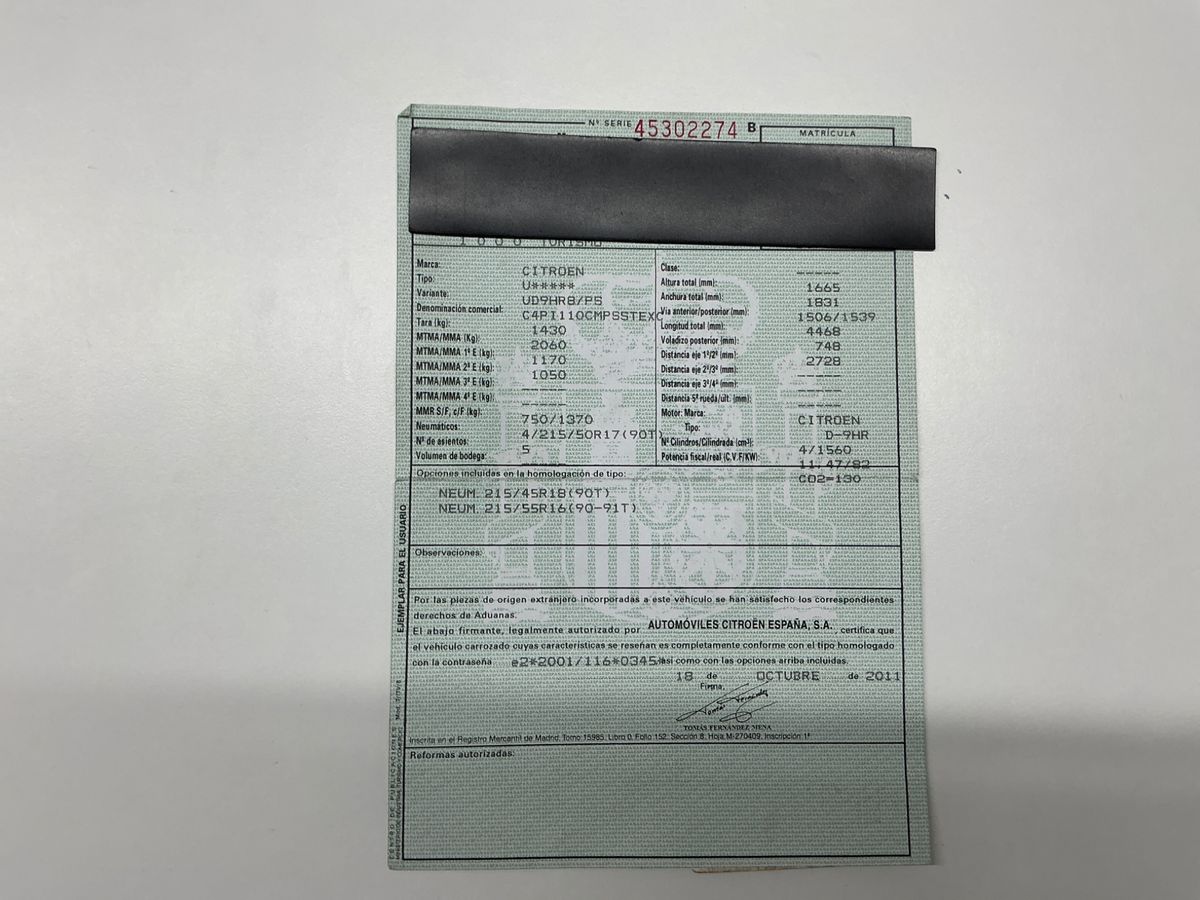 Nº SERIE 45302274 B
MATRÍCULA
1000 TURISMO
Marca: CITROEN
Tipo: U*****
Variante: UD9HR8/PS
Denominación comercial: C4PI110CMPSSTEXC
Tara (kg): 1430
MTMA/MMA (Kg): 2060
MTMA/MMA 1º E (kg): 1170
MTMA/MMA 2º E (kg): 1050
MTMA/MMA 3º E (kg): -----
MTMA/MMA 4º E (kg): -----
MMR S/F, c/F (kg): 750/1370
Neumáticos: 4/215/50R17(90T)
Nº de asientos: 5
Volumen de bodega: -----
Clase: -----
Altura total (mm): 1665
Anchura total (mm): 1831
Vía anterior/posterior (mm): 1506/1539
Longitud total (mm): 4468
Voladizo posterior (mm): 748
Distancia eje 1º/2º (mm): 2728
Distancia eje 2º/3º (mm): -----
Distancia eje 3º/4º (mm): -----
Distancia 5ª rueda/últ. (mm): -----
Motor: Marca: CITROEN
Tipo: D-9HR
Nº Cilindros/Cilindrada (cm³): 4/1560
Potencia fiscal/real (C.V.F/KW): 11.47/82
CO2=130
Opciones incluidas en la homologación de tipo:
NEUM. 215/45R18(90T)
NEUM. 215/55R16(90-91T)
Observaciones:
Por las piezas de origen extranjero incorporadas a este vehículo se han satisfecho los correspondientes
derechos de Aduanas.
El abajo firmante, legalmente autorizado por AUTOMÓVILES CITROËN ESPAÑA, S.A. , certifica que
el vehículo carrozado cuyas características se reseñan es completamente conforme con el tipo homologado
con la contraseña e2*2001/116*0345* así como con las opciones arriba incluidas.
18 de OCTUBRE de 2011
Firma,
TOMÁS FERNÁNDEZ MENA
Inscrita en el Registro Mercantil de Madrid. Tomo 15985, Libro 0, Folio 152, Sección 8, Hoja M-270409, Inscripción 1ª
Reformas autorizadas:
EJEMPLAR PARA EL USUARIO
CENTRO DE PUBLICACIONES